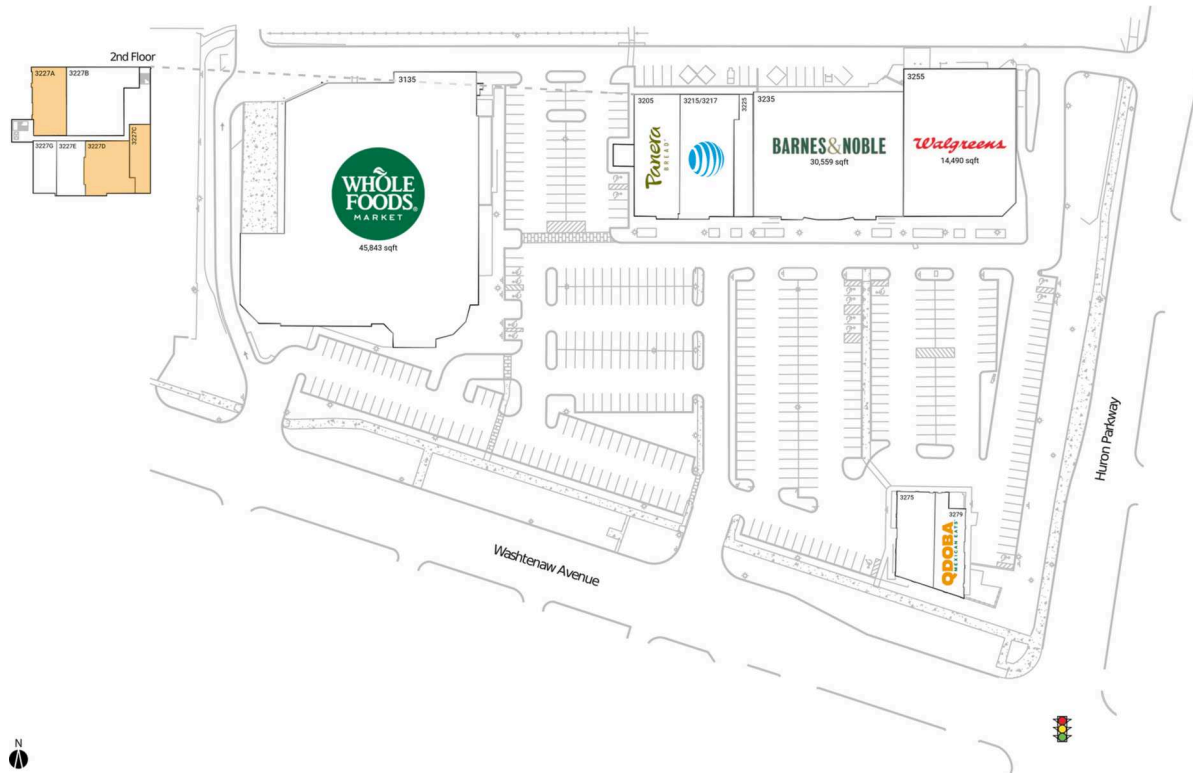 2nd Floor
3227A
3227B
3227C
3227G
3227E
3227D
3135
WHOLE
FOODS
MARKET
45,843 sqft
3205
Panera
BREAD
3215/3217
3225
3235
BARNES&NOBLE
30,559 sqft
3255
Walgreens
14,490 sqft
Huron Parkway
3275
3279
QDOBA
MEXICAN EATS
Washtenaw Avenue
N